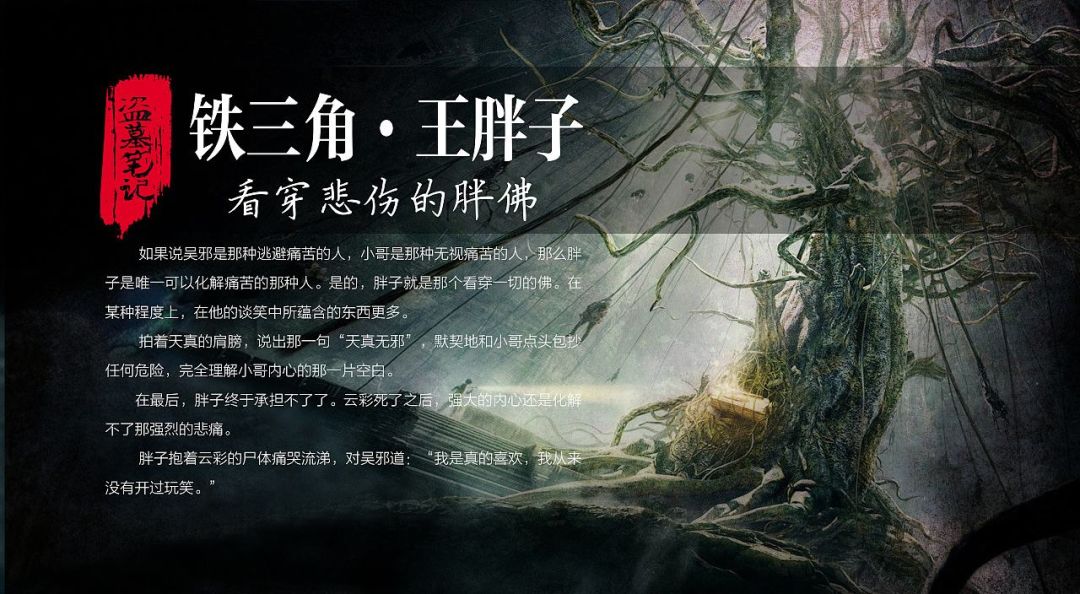 盗墓笔记
铁三角·王胖子
看穿悲伤的胖佛
如果说吴邪是那种逃避痛苦的人，小哥是那种无视痛苦的人，那么胖
子是唯一可以化解痛苦的那种人。是的，胖子就是那个看穿一切的佛。在
某种程度上，在他的谈笑中所蕴含的东西更多。
拍着天真的肩膀，说出那一句“天真无邪”，默契地和小哥点头包抄
任何危险，完全理解小哥内心的那一片空白。
在最后，胖子终于承担不了了。云彩死了之后，强大的内心还是化解
不了那强烈的悲痛。
胖子抱着云彩的尸体痛哭流涕，对吴邪道：“我是真的喜欢，我从来
没有开过玩笑。”